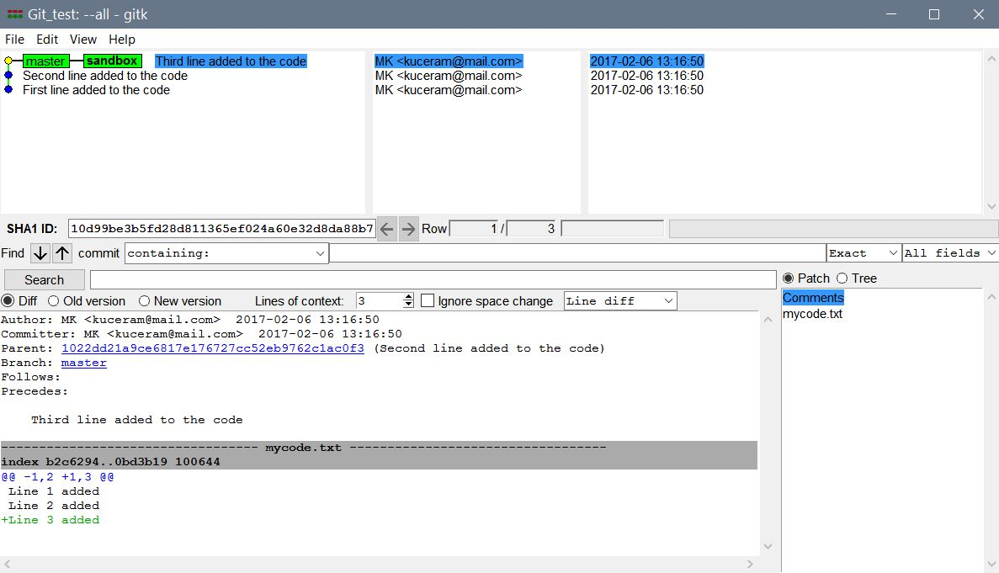 Git_test: --all - gitk
File Edit View Help
master sandbox Third line added to the code MK <kuceram@mail.com> 2017-02-06 13:16:50
Second line added to the code MK <kuceram@mail.com> 2017-02-06 13:16:50
First line added to the code MK <kuceram@mail.com> 2017-02-06 13:16:50
SHA1 ID: 10d99be3b5fd28d811365ef024a60e32d8da88b7 Row 1 / 3
Find commit containing: Exact All fields
Search Patch Tree
Diff Old version New version Lines of context: 3 Ignore space change Line diff
Comments
mycode.txt
Author: MK <kuceram@mail.com>  2017-02-06 13:16:50
Committer: MK <kuceram@mail.com>  2017-02-06 13:16:50
Parent: 1022dd21a9ce6817e176727cc52eb9762c1ac0f3 (Second line added to the code)
Branch: master
Follows:
Precedes:
Third line added to the code
---------------------------------- mycode.txt ----------------------------------
index b2c6294..0bd3b19 100644
@@ -1,2 +1,3 @@
Line 1 added
Line 2 added
+Line 3 added